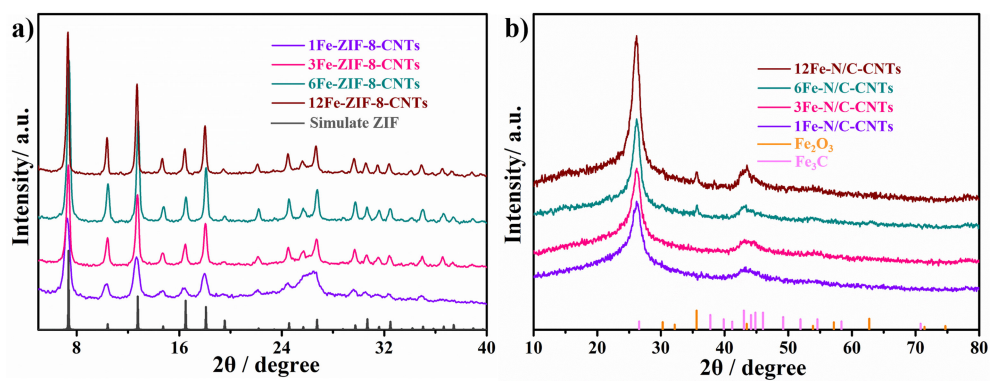 a)
Intensity/ a.u.
1Fe-ZIF-8-CNTs
3Fe-ZIF-8-CNTs
6Fe-ZIF-8-CNTs
12Fe-ZIF-8-CNTs
Simulate ZIF
8 16 24 32 40
2θ / degree
b)
Intensity/ a.u.
12Fe-N/C-CNTs
6Fe-N/C-CNTs
3Fe-N/C-CNTs
1Fe-N/C-CNTs
Fe₂O₃
Fe₃C
10 20 30 40 50 60 70 80
2θ / degree